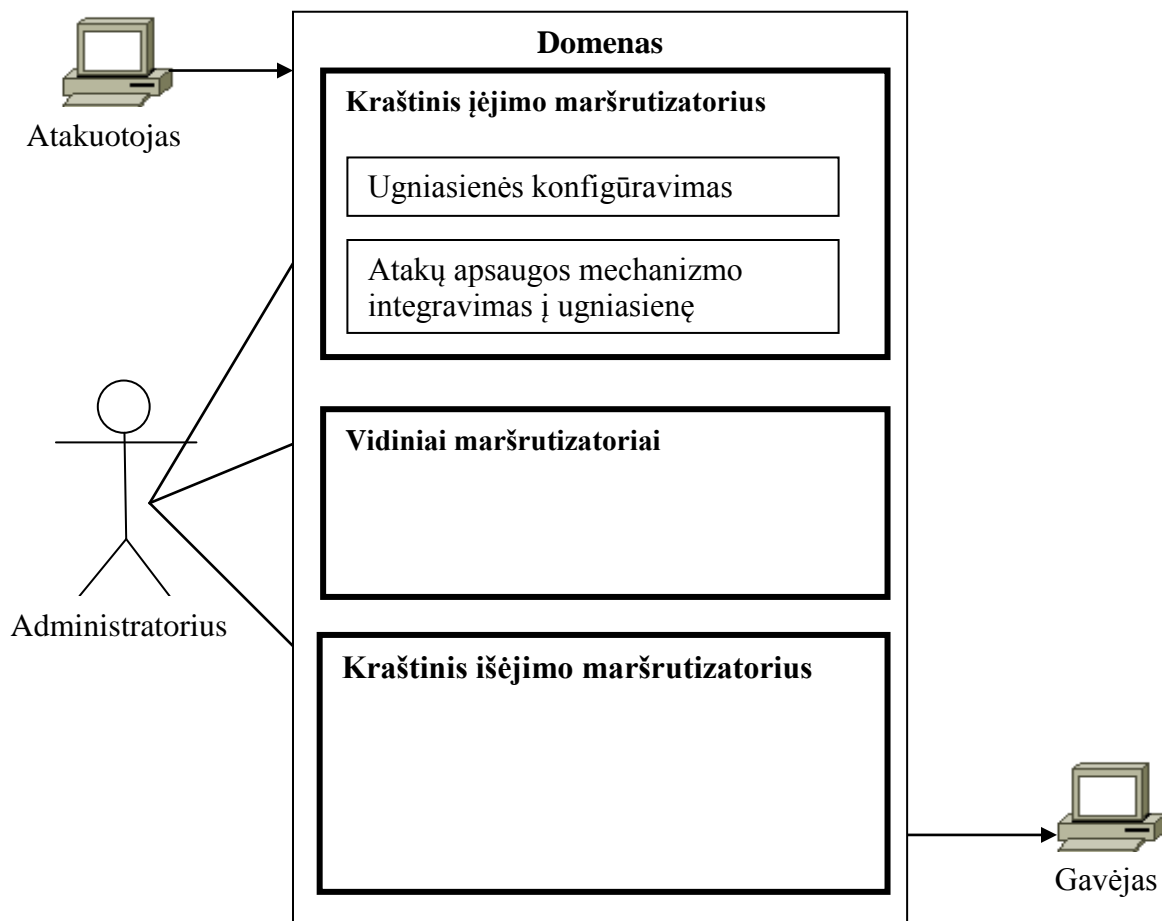 Domenas
Atakuotojas
Kraštinis įėjimo maršrutizatorius
Ugniasienės konfigūravimas
Atakų apsaugos mechanizmo
integravimas į ugniasienę
Administratorius
Vidiniai maršrutizatoriai
Kraštinis išėjimo maršrutizatorius
Gavėjas